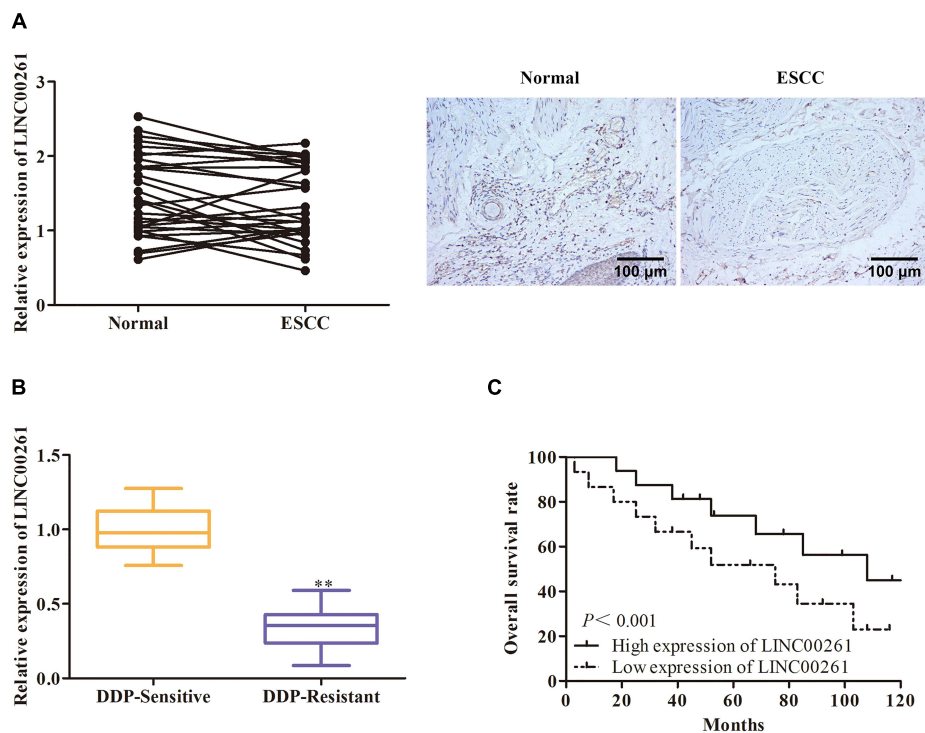 A
Relative expression of LINC00261
3
2
1
0
Normal
ESCC
Normal
ESCC
100 µm
100 µm
B
Relative expression of LINC00261
1.5
1.0
0.5
0.0
**
DDP-Sensitive
DDP-Resistant
C
Overall survival rate
100
80
60
40
20
P< 0.001
High expression of LINC00261
Low expression of LINC00261
0
20
40
60
80
100
120
Months